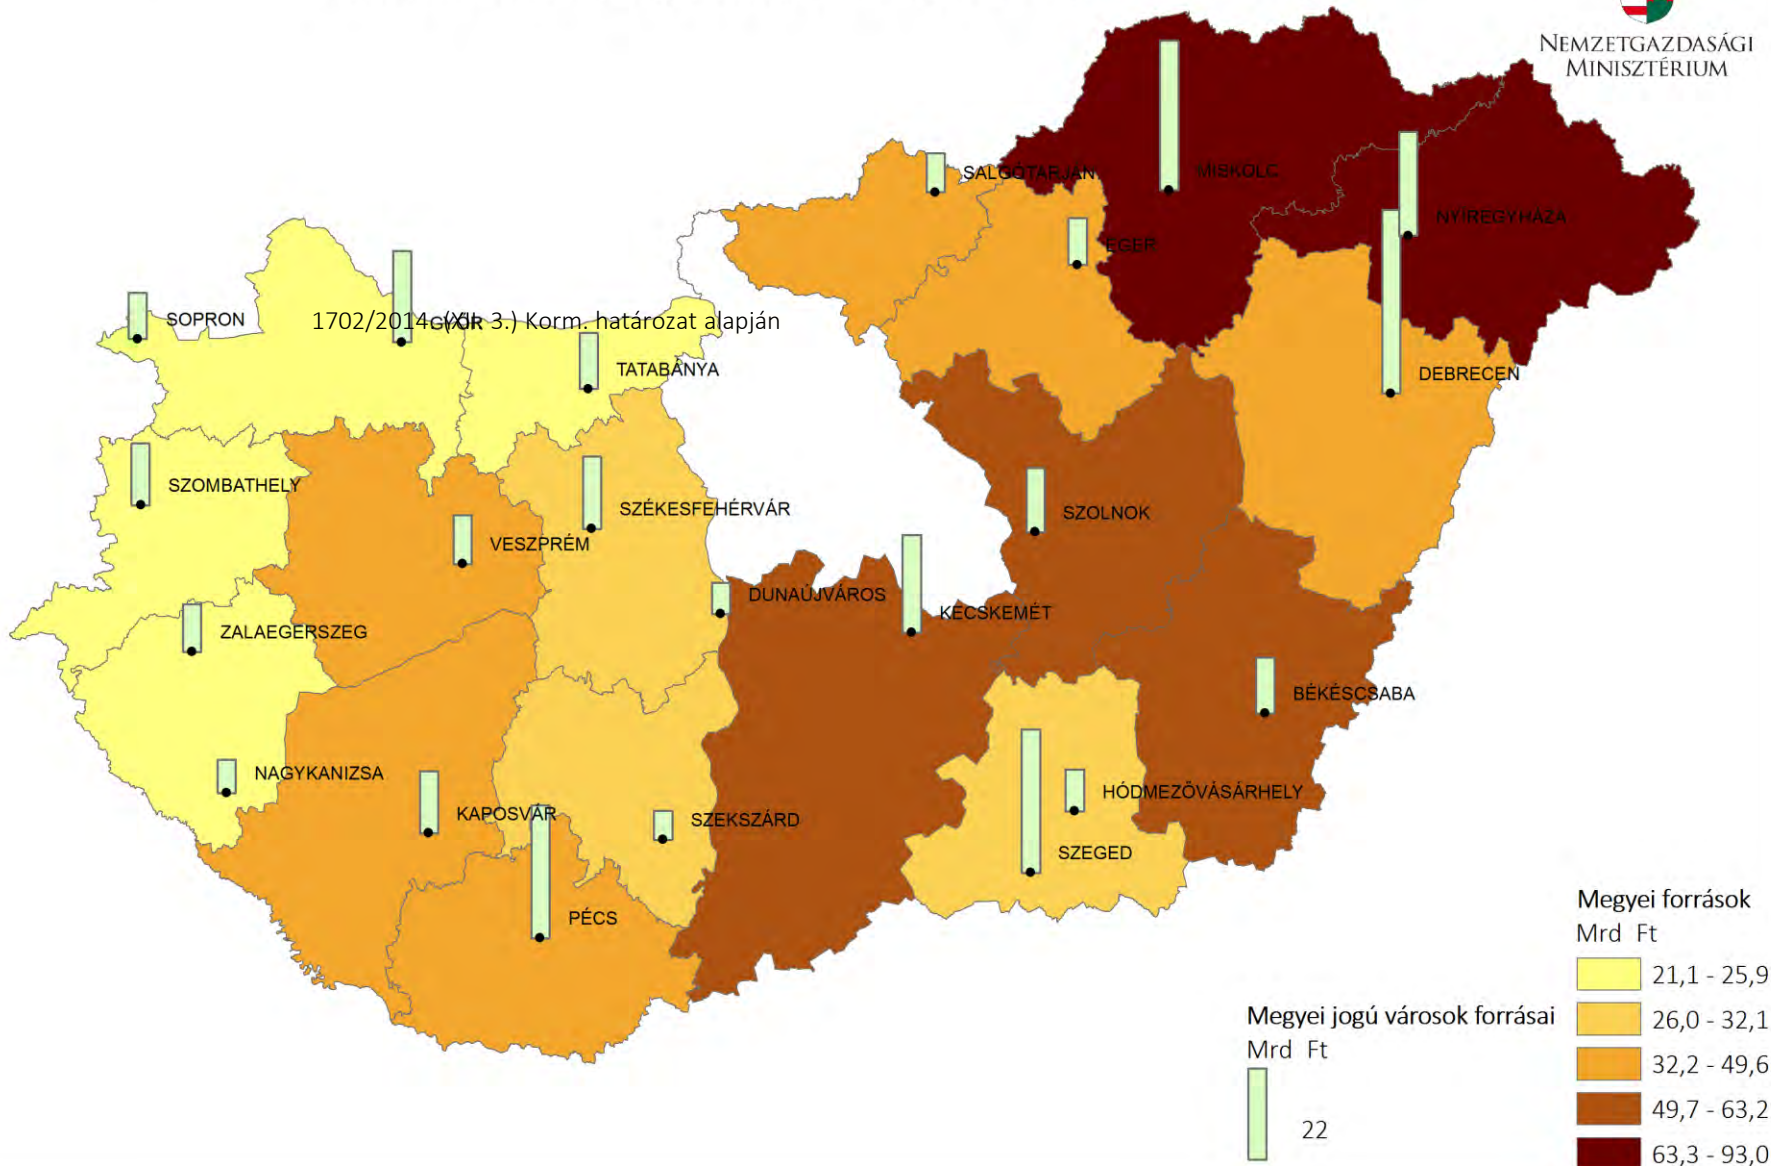 NEMZETGAZDASÁGI
MINISZTÉRIUM
SALGÓTARJÁN
MISKOLC
NYÍREGYHÁZA
EGER
SOPRON
GYŐR
1702/2014. (XII. 3.) Korm. határozat alapján
TATABÁNYA
DEBRECEN
SZOMBATHELY
SZÉKESFEHÉRVÁR
SZOLNOK
VESZPRÉM
DUNAÚJVÁROS
KECSKEMÉT
ZALAEGERSZEG
BÉKÉSCSABA
NAGYKANIZSA
HÓDMEZŐVÁSÁRHELY
KAPOSVÁR
SZEKSZÁRD
SZEGED
PÉCS
Megyei források
Mrd Ft
21,1 - 25,9
26,0 - 32,1
32,2 - 49,6
49,7 - 63,2
63,3 - 93,0
Megyei jogú városok forrásai
Mrd Ft
22